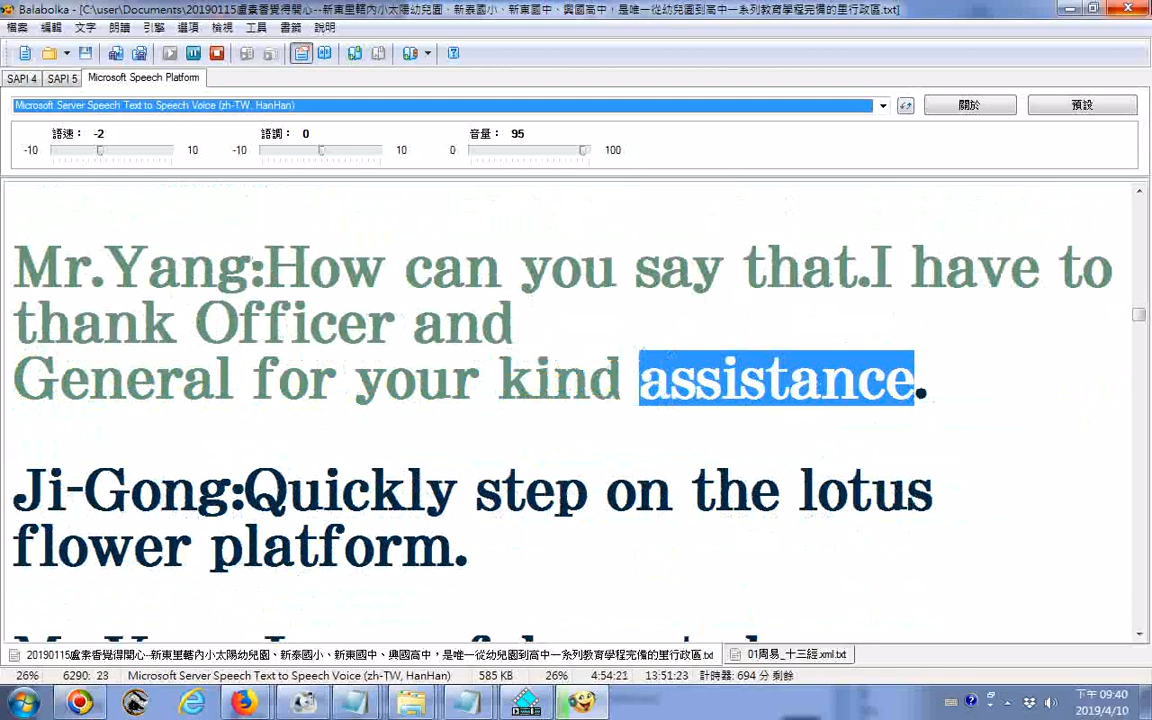 Balabolka - [C:\user\Documents\20190115盧素香覺得開心--新東里轄內小太陽幼兒園、新泰國小、新東國中、興國高中，是唯一從幼兒園到高中一系列教育學程完備的里行政區.txt]
檔案 編輯 文字 朗讀 引擎 選項 檢視 工具 書籤 說明
SAPI 4 SAPI 5 Microsoft Speech Platform
Microsoft Server Speech Text to Speech Voice (zh-TW, HanHan) 關於 預設
語速： -2 語調： 0 音量： 95
-10 10 -10 10 0 100
Mr.Yang:How can you say that.I have to
thank Officer and
General for your kind assistance.
Ji-Gong:Quickly step on the lotus
flower platform.
20190115盧素香覺得開心--新東里轄內小太陽幼兒園、新泰國小、新東國中、興國高中，是唯一從幼兒園到高中一系列教育學程完備的里行政區.txt 01周易_十三經.xml.txt
26% 6290: 23 Microsoft Server Speech Text to Speech Voice (zh-TW, HanHan) 585 KB 26% 4:54:21 13:51:23 計時器: 694 分 剩餘
下午 09:40
2019/4/10